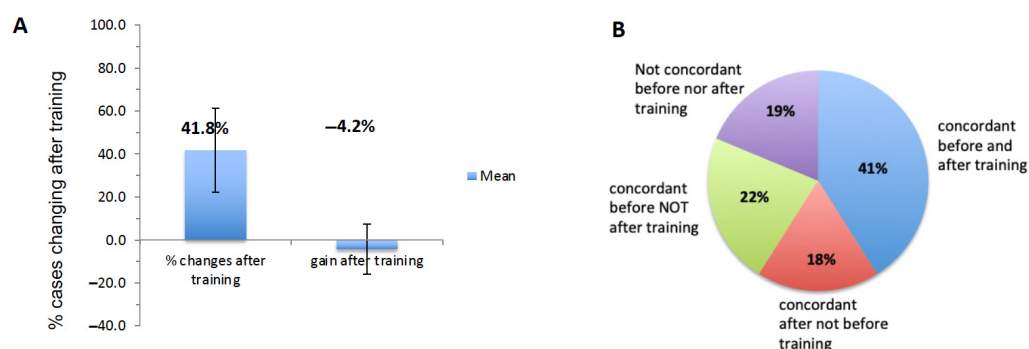 A
% cases changing after training
100.0
80.0
60.0
40.0
20.0
0.0
–20.0
–40.0
41.8%
–4.2%
% changes after
training
gain after training
Mean
B
Not concordant
before nor after
training
19%
concordant
before and
after training
41%
concordant
before NOT
after training
22%
18%
concordant
after not before
training